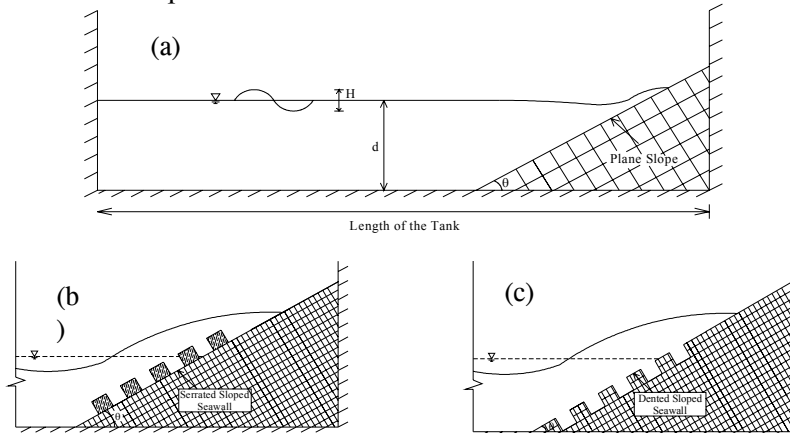 (a)
H
d
Plane Slope
θ
Length of the Tank
(b
)
Serrated Sloped
Seawall
θ
(c)
Dented Sloped
Seawall